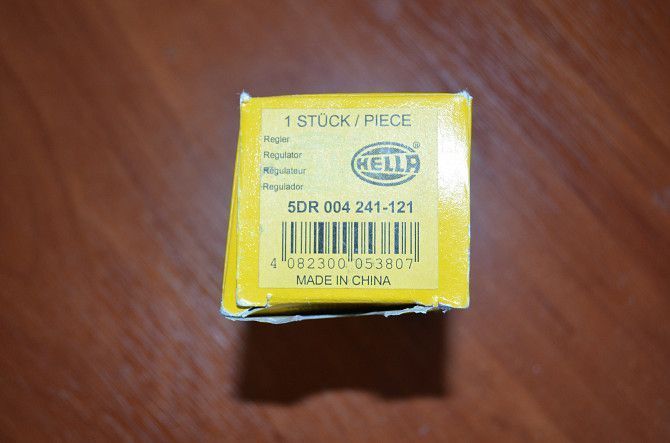 1 STÜCK / PIECE
Regler
Regulator
Régulateur
Regulador
HELLA®
5DR 004 241-121
4 082300 053807
MADE IN CHINA